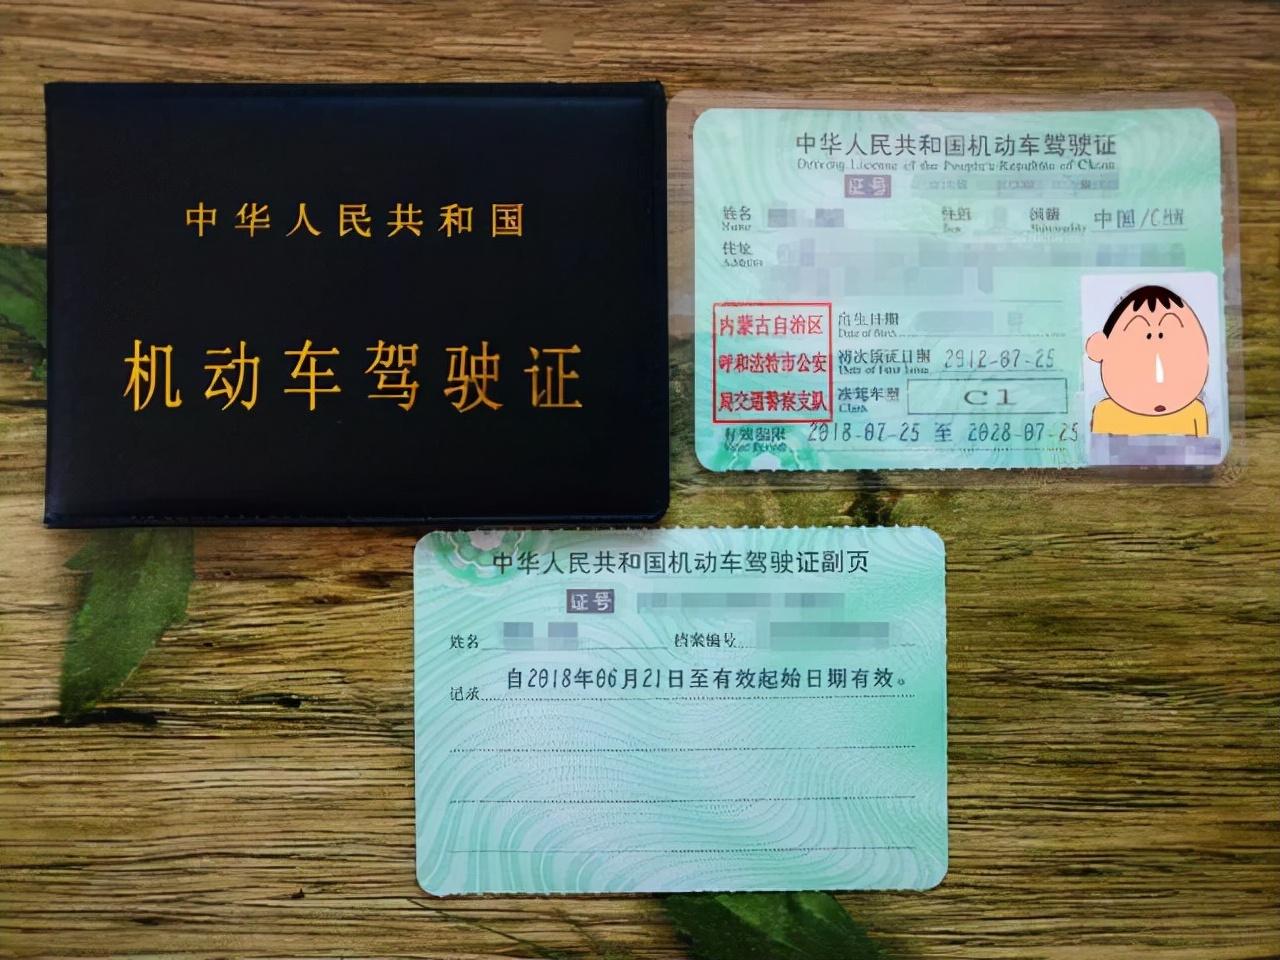 中华人民共和国
机动车驾驶证
中华人民共和国机动车驾驶证
证号
姓名
中国/CHN
住址
内蒙古自治区
呼和浩特市公安
局交通警察支队
出生日期
Date of Birth
初次领证日期 2012-07-25
准驾车型 C1
Class
有效期限 2018-07-25 至 2028-07-25
中华人民共和国机动车驾驶证副页
证号
姓名 档案编号
记录 自2018年06月21日至有效起始日期有效。